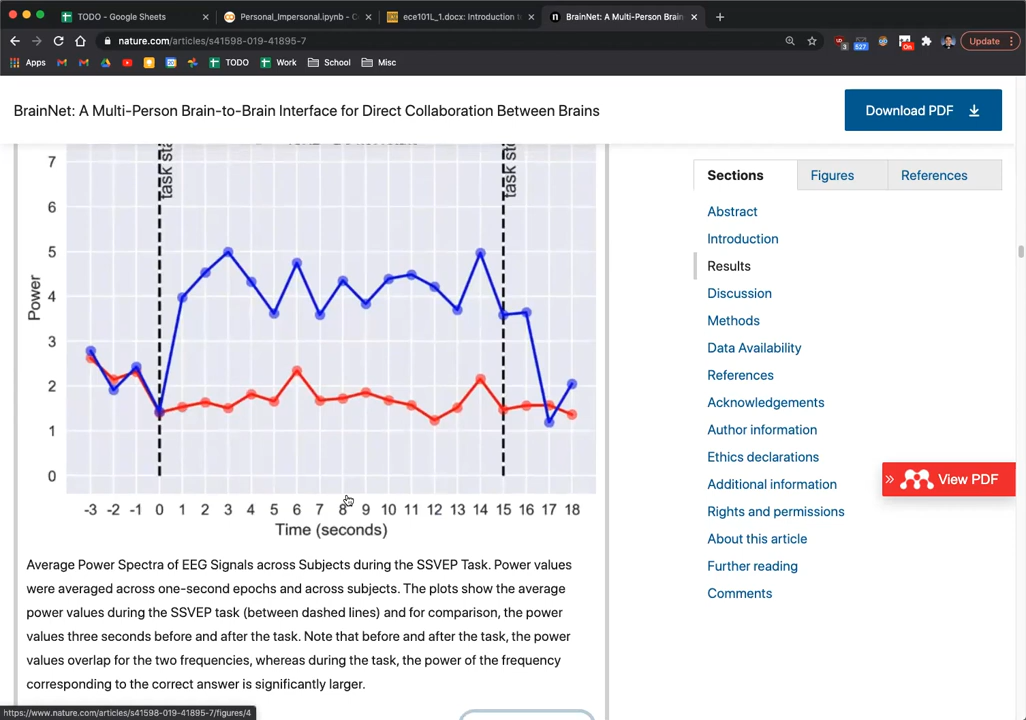 TODO - Google Sheets
Personal_Impersonal.ipynb - C
ece101L_1.docx: Introduction t
BrainNet: A Multi-Person Brain
nature.com/articles/s41598-019-41895-7
3
527
On
Update
Apps
TODO
Work
School
Misc
BrainNet: A Multi-Person Brain-to-Brain Interface for Direct Collaboration Between Brains
Download PDF
task sta
task sto
7
6
5
4
3
2
1
0
Power
-3 -2 -1 0 1 2 3 4 5 6 7 8 9 10 11 12 13 14 15 16 17 18
Time (seconds)
Average Power Spectra of EEG Signals across Subjects during the SSVEP Task. Power values
were averaged across one-second epochs and across subjects. The plots show the average
power values during the SSVEP task (between dashed lines) and for comparison, the power
values three seconds before and after the task. Note that before and after the task, the power
values overlap for the two frequencies, whereas during the task, the power of the frequency
corresponding to the correct answer is significantly larger.
Sections
Figures
References
Abstract
Introduction
Results
Discussion
Methods
Data Availability
References
Acknowledgements
Author information
Ethics declarations
Additional information
Rights and permissions
About this article
Further reading
Comments
» View PDF
https://www.nature.com/articles/s41598-019-41895-7/figures/4